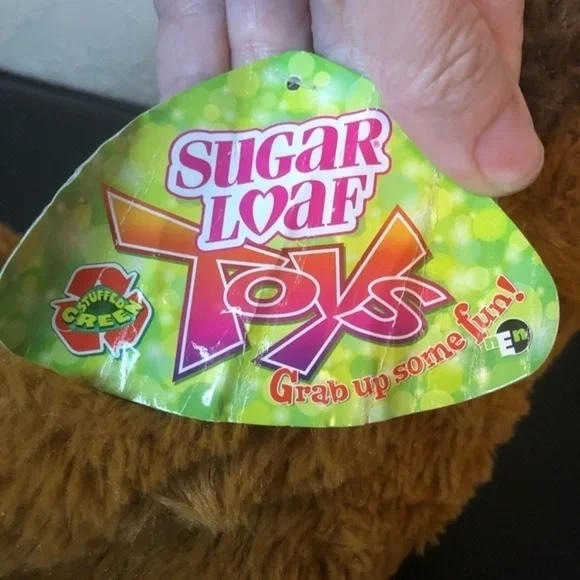 SUGAR
LOAF
TOYS
STUFFED
GREEN
Grab up some fun!